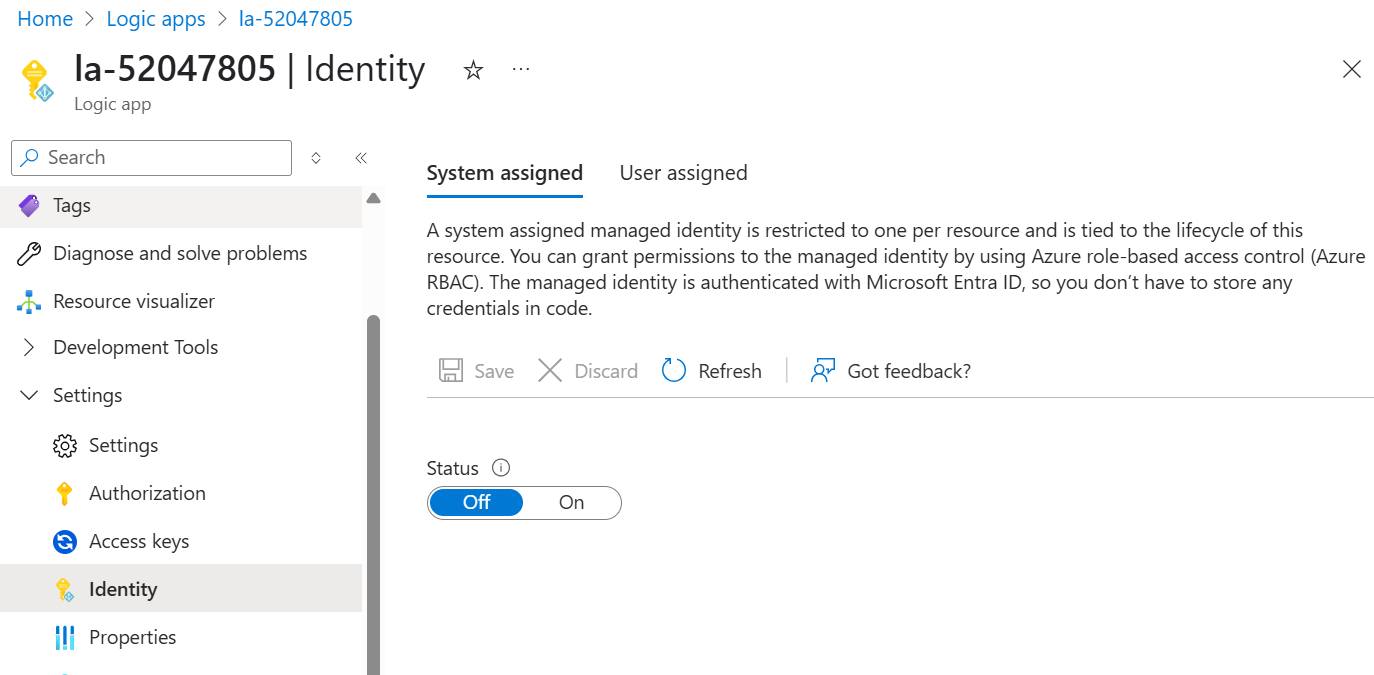 Home > Logic apps > la-52047805
la-52047805 | Identity ...
Logic app
Search
Tags
Diagnose and solve problems
Resource visualizer
Development Tools
Settings
Settings
Authorization
Access keys
Identity
Properties
System assigned User assigned
A system assigned managed identity is restricted to one per resource and is tied to the lifecycle of this
resource. You can grant permissions to the managed identity by using Azure role-based access control (Azure
RBAC). The managed identity is authenticated with Microsoft Entra ID, so you don’t have to store any
credentials in code.
Save Discard Refresh Got feedback?
Status
Off On